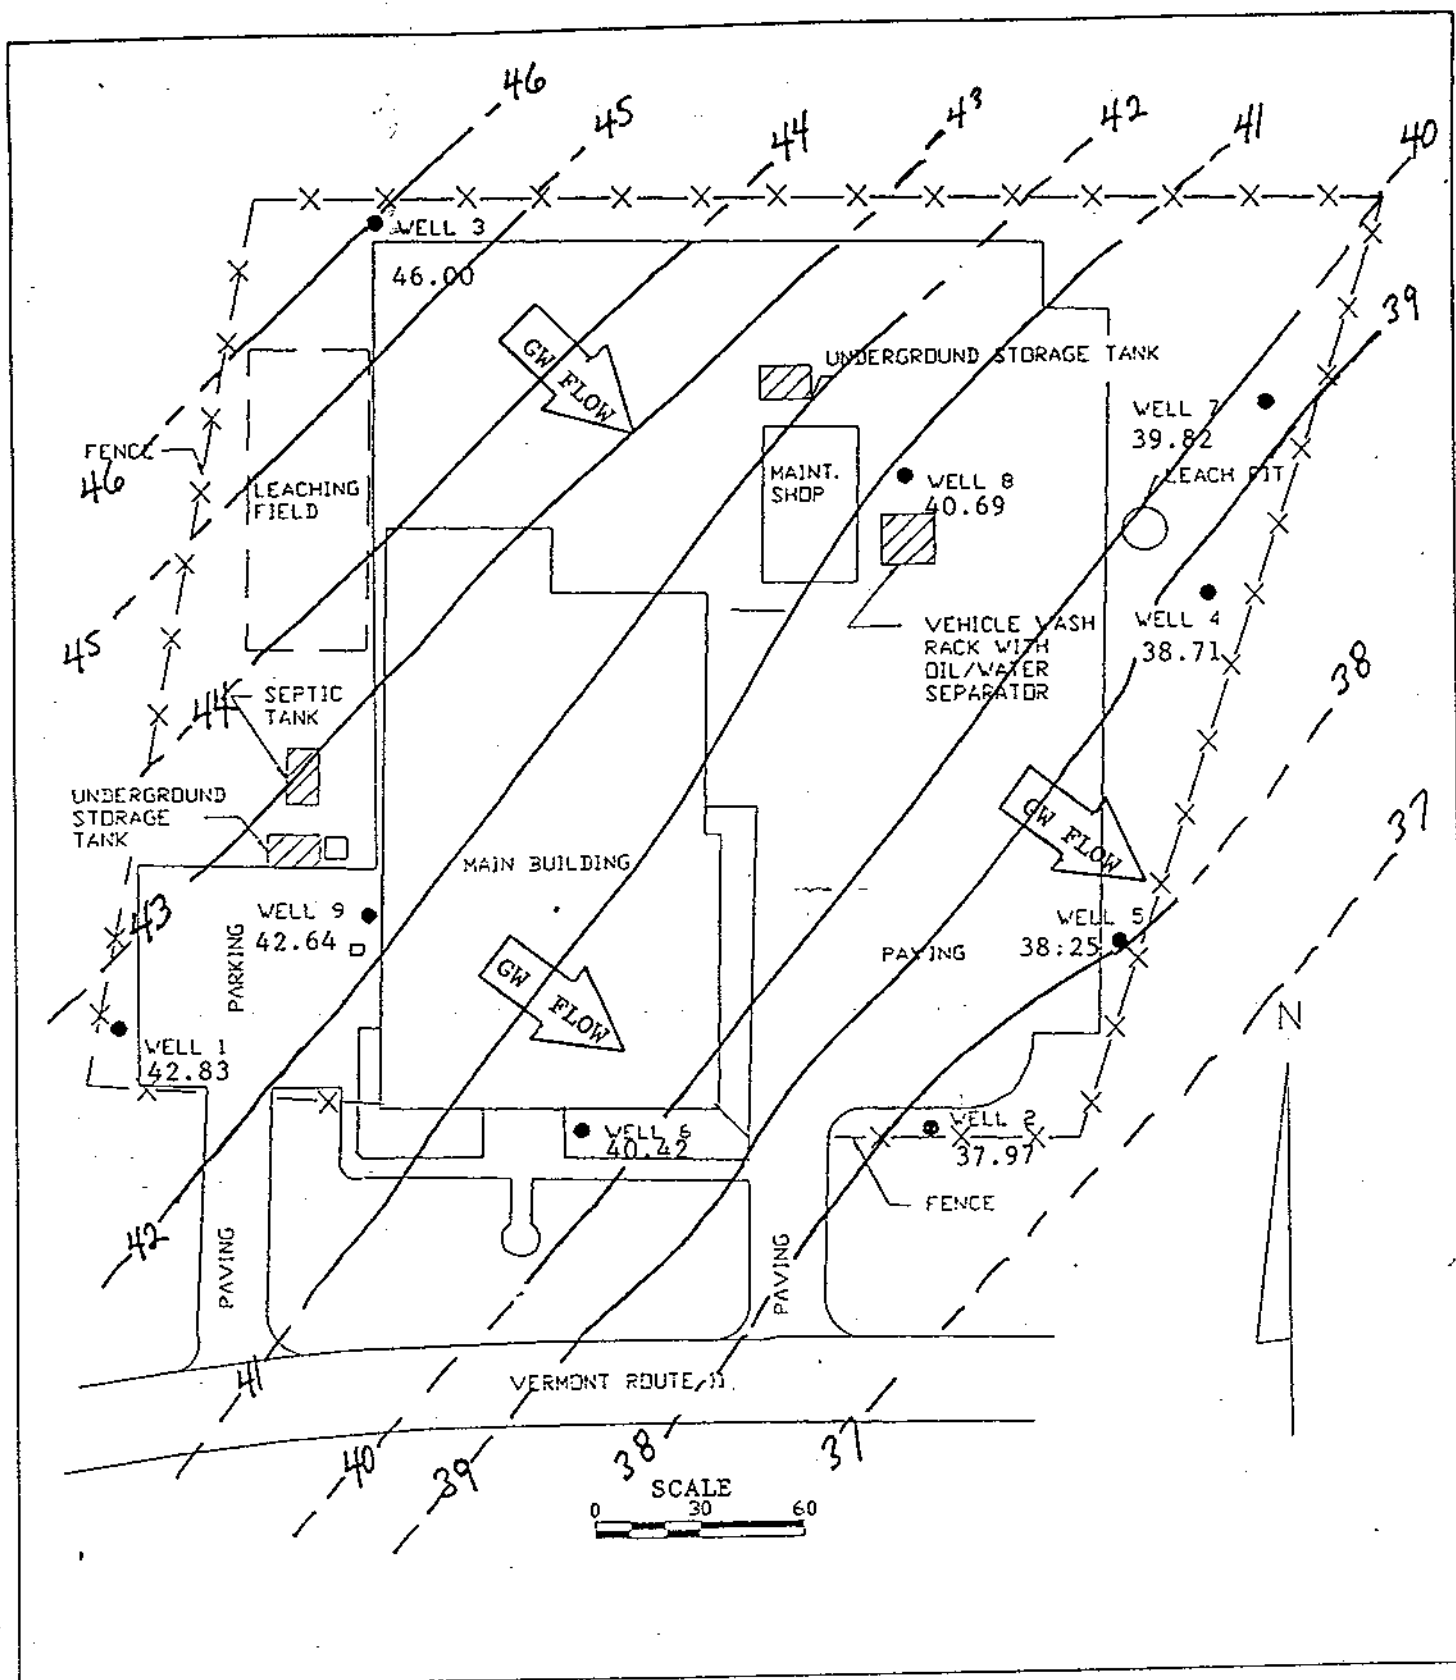 46
45
44
43
42
41
40
WELL 3
46.00
39
GW FLOW
UNDERGROUND STORAGE TANK
WELL 7
39.82
FENCE
46
LEACHING
FIELD
MAINT.
SHOP
WELL 8
40.69
LEACH PIT
45
WELL 4
38.71
VEHICLE WASH
RACK WITH
OIL/WATER
SEPARATOR
38
44
SEPTIC
TANK
UNDERGROUND
STORAGE
TANK
GW FLOW
37
MAIN BUILDING
43
WELL 9
42.64
PARKING
WELL 5
38:25
PAVING
GW FLOW
N
WELL 1
42.83
WELL 6
40.42
WELL 2
37.97
FENCE
42
PAVING
PAVING
41
VERMONT ROUTE 11
40
39
38
37
SCALE
0 30 60